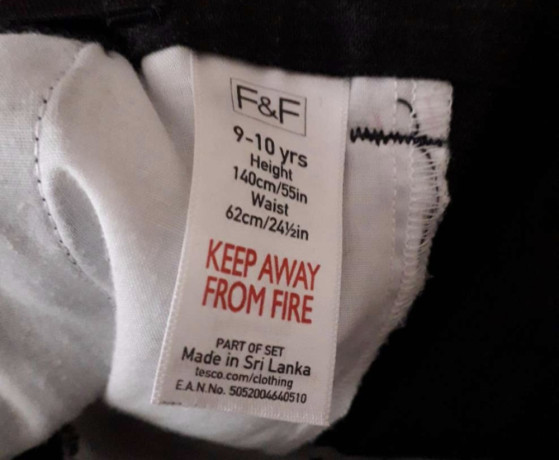 F&F
9-10 yrs
Height
140cm/55in
Waist
62cm/24½in
KEEP AWAY
FROM FIRE
PART OF SET
Made in Sri Lanka
tesco.com/clothing
E.A.N.No. 5052004640510